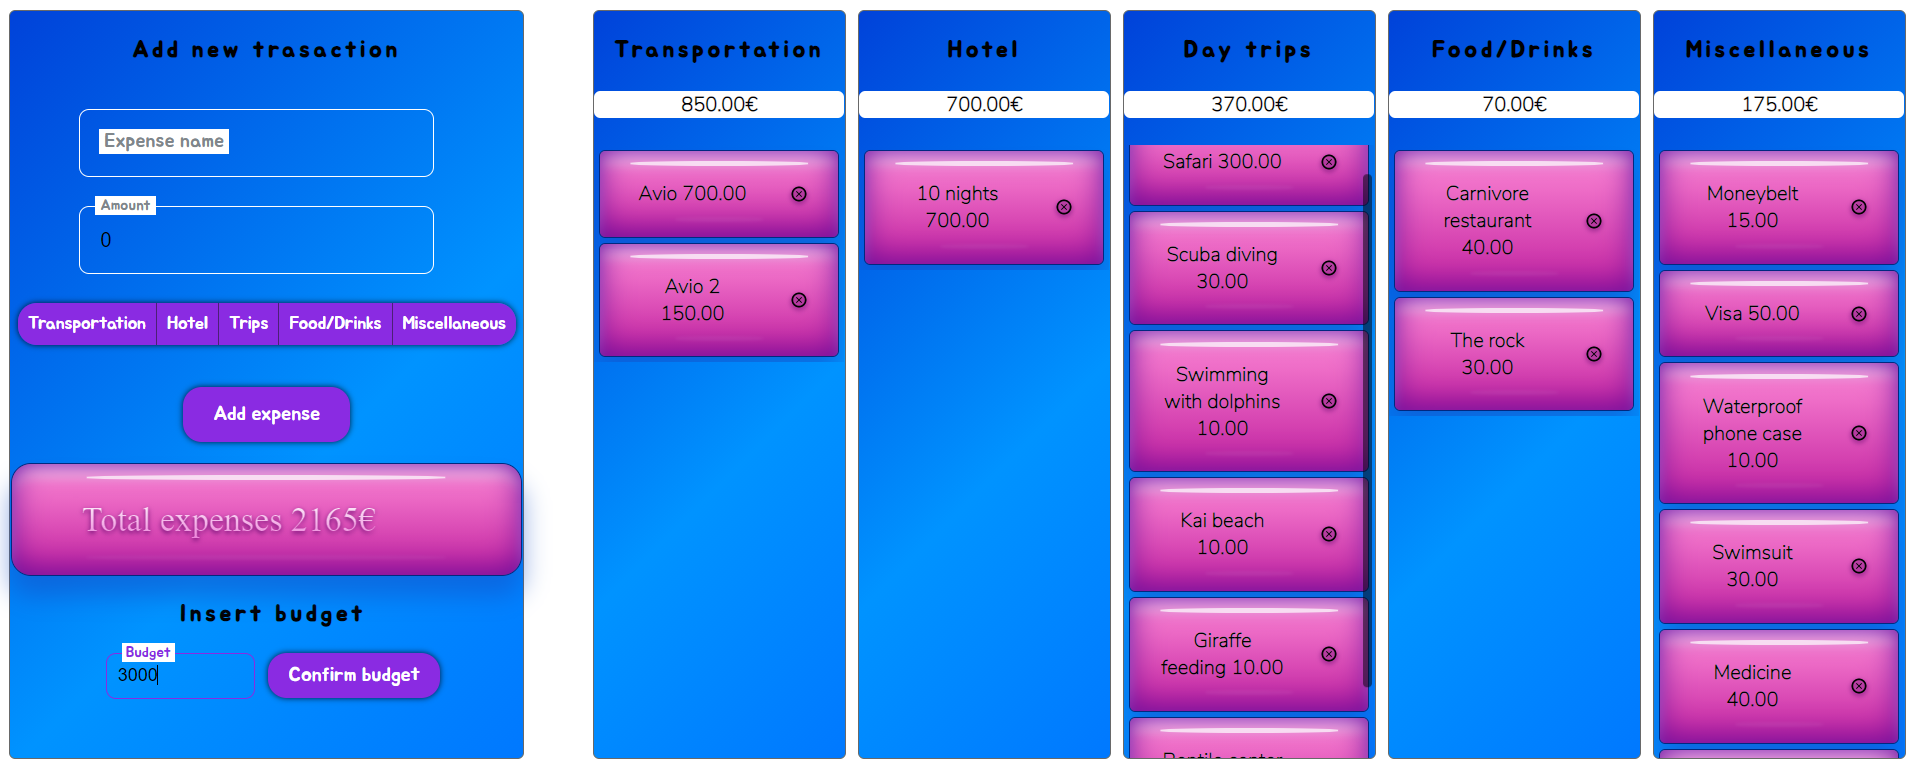 Add new trasaction
Expense name
Amount
0
Transportation Hotel Trips Food/Drinks Miscellaneous
Add expense
Total expenses 2165€
Insert budget
Budget
3000
Confirm budget
Transportation
850.00€
Avio 700.00
Avio 2
150.00
Hotel
700.00€
10 nights
700.00
Day trips
370.00€
Safari 300.00
Scuba diving
30.00
Swimming
with dolphins
10.00
Kai beach
10.00
Giraffe
feeding 10.00
Reptile center
Food/Drinks
70.00€
Carnivore
restaurant
40.00
The rock
30.00
Miscellaneous
175.00€
Moneybelt
15.00
Visa 50.00
Waterproof
phone case
10.00
Swimsuit
30.00
Medicine
40.00